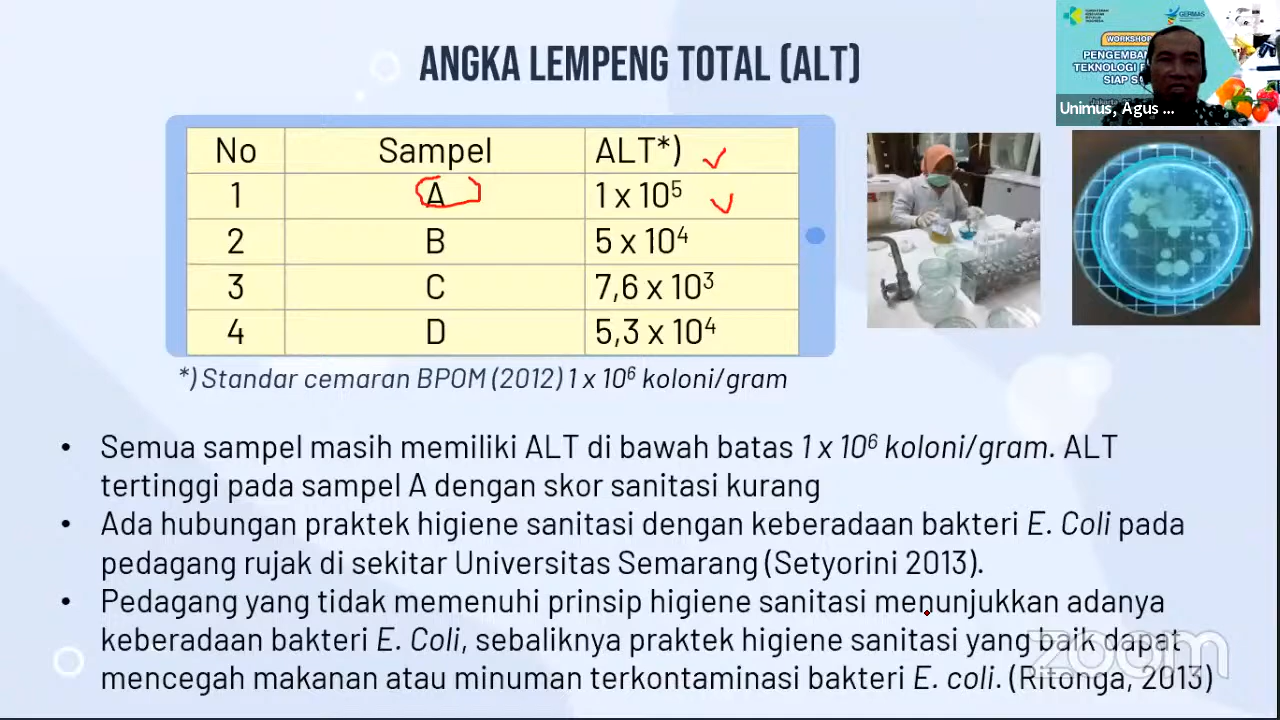 ANGKA LEMPENG TOTAL (ALT)
No Sampel ALT*)
1 A 1 x 10⁵
2 B 5 x 10⁴
3 C 7,6 x 10³
4 D 5,3 x 10⁴
*) Standar cemaran BPOM (2012) 1 x 10⁶ koloni/gram
• Semua sampel masih memiliki ALT di bawah batas 1 x 10⁶ koloni/gram. ALT
tertinggi pada sampel A dengan skor sanitasi kurang
• Ada hubungan praktek higiene sanitasi dengan keberadaan bakteri E. Coli pada
pedagang rujak di sekitar Universitas Semarang (Setyorini 2013).
• Pedagang yang tidak memenuhi prinsip higiene sanitasi menunjukkan adanya
keberadaan bakteri E. Coli, sebaliknya praktek higiene sanitasi yang baik dapat
mencegah makanan atau minuman terkontaminasi bakteri E. coli. (Ritonga, 2013)
zoom
GERMAS
WORKSHOP
PENGEMBAN
TEKNOLOGI
SIAP S
Unimus, Agus ...